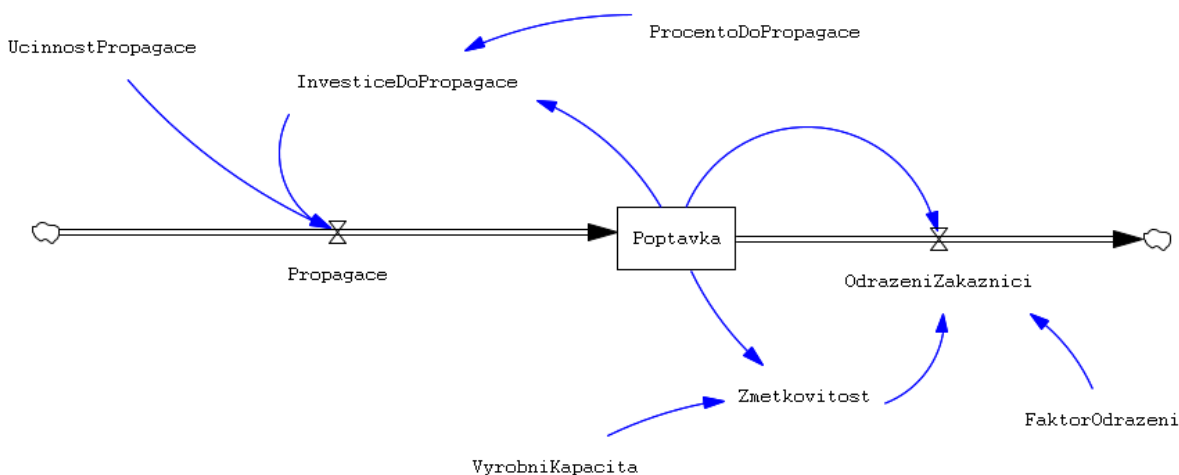 ProcentoDoPropagace
UcinnostPropagace
InvesticeDoPropagace
Poptavka
Propagace
OdrazeniZakaznici
Zmetkovitost
FaktorOdrazeni
VyrobniKapacita